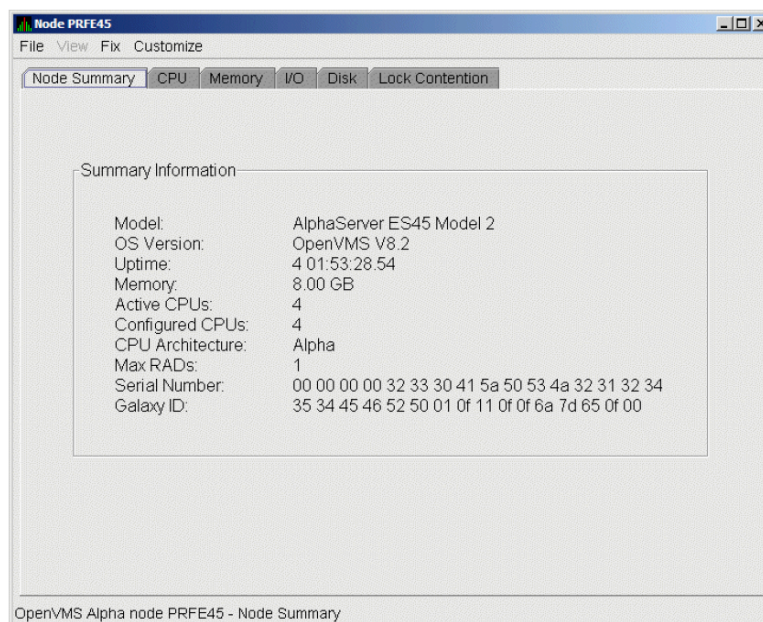 Node PRFE45
File View Fix Customize
Node Summary CPU Memory I/O Disk Lock Contention
Summary Information
Model: AlphaServer ES45 Model 2
OS Version: OpenVMS V8.2
Uptime: 4 01:53:28.54
Memory: 8.00 GB
Active CPUs: 4
Configured CPUs: 4
CPU Architecture: Alpha
Max RADs: 1
Serial Number: 00 00 00 00 32 33 30 41 5a 50 53 4a 32 31 32 34
Galaxy ID: 35 34 45 46 52 50 01 0f 11 0f 0f 6a 7d 65 0f 00
OpenVMS Alpha node PRFE45 - Node Summary